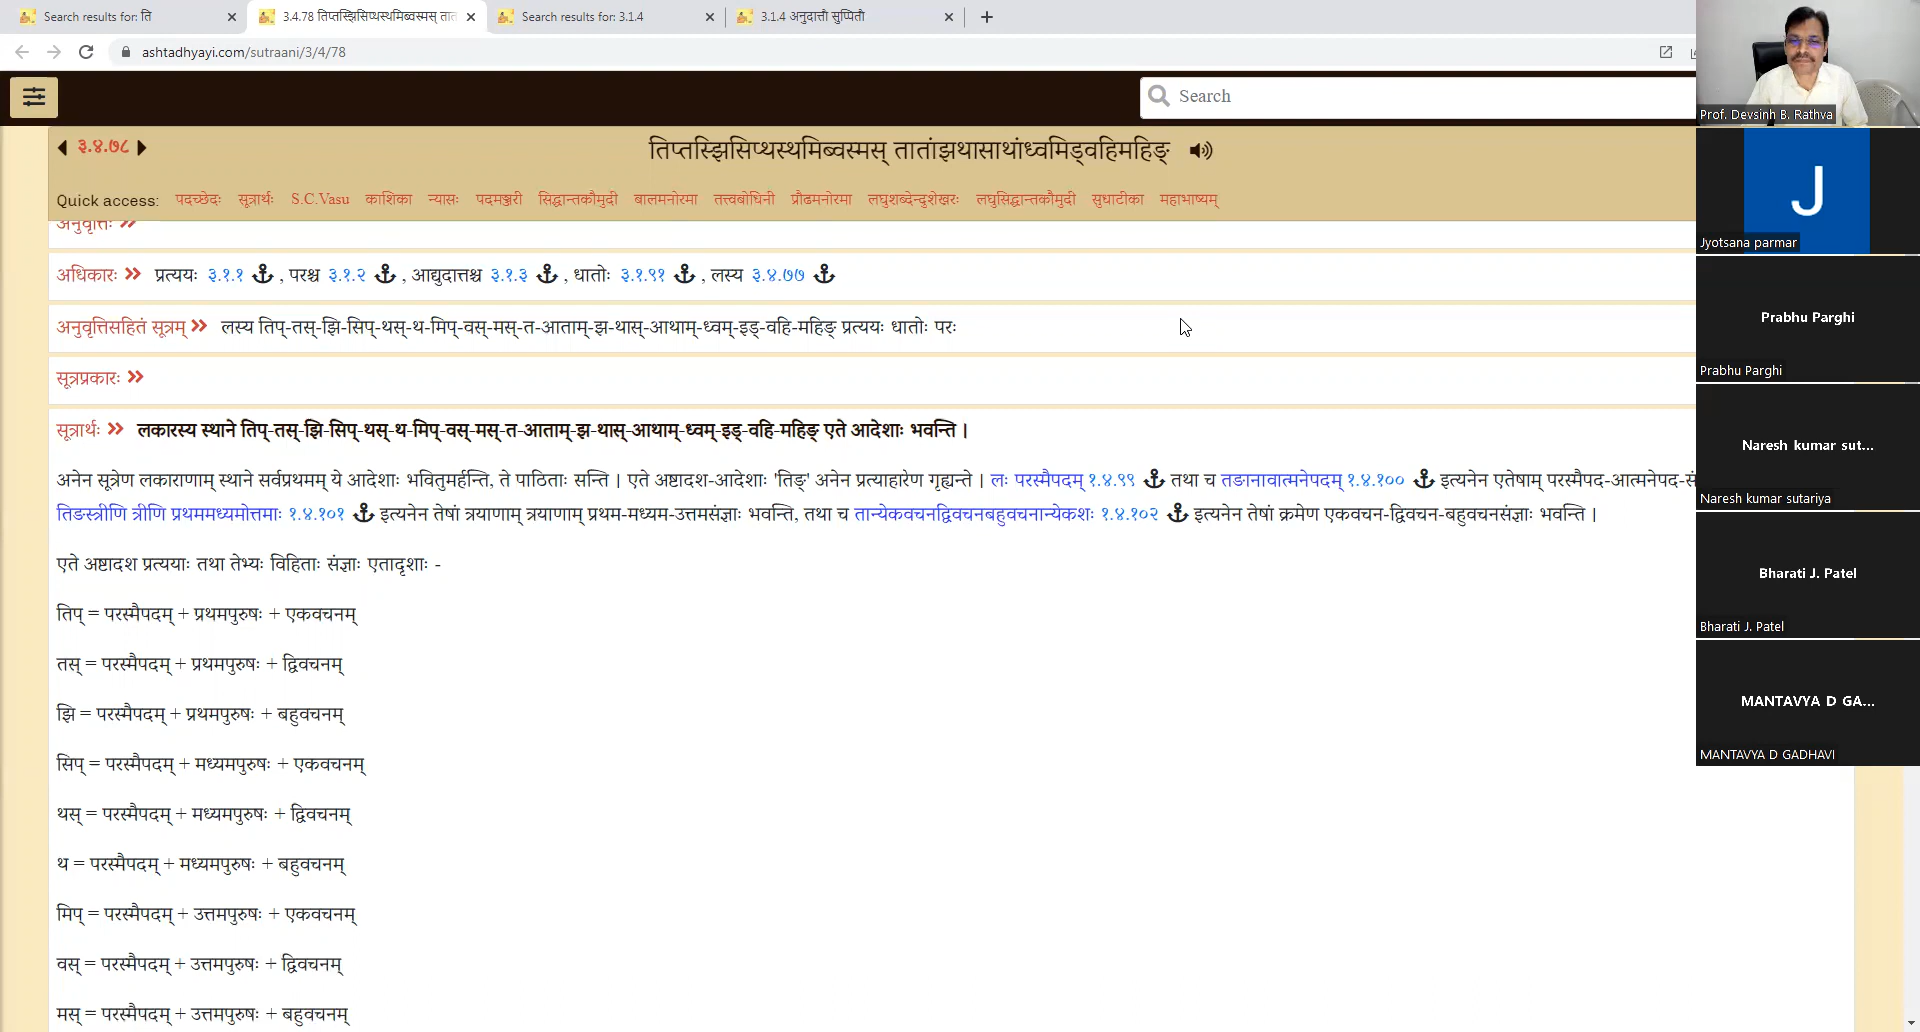 Search results for: ति
3.4.78 तिप्तस्झिसिप्थस्थमिब्वस्मस् तात
Search results for: 3.1.4
3.1.4 अनुदात्तौ सुप्पितौ
ashtadhyayi.com/sutraani/3/4/78
Search
३.४.७८
तिप्तस्झिसिप्थस्थमिब्वस्मस् तातांझथासाथांध्वमिड्वहिमहिङ्
Quick access: पदच्छेदः सूत्रार्थः S.C.Vasu काशिका न्यासः पदमञ्जरी सिद्धान्तकौमुदी बालमनोरमा तत्त्वबोधिनी प्रौढमनोरमा लघुशब्देन्दुशेखरः लघुसिद्धान्तकौमुदी सुधाटीका महाभाष्यम्
अनुवृत्तिः >>
अधिकारः >> प्रत्ययः ३.१.१ , परश्च ३.१.२ , आद्युदात्तश्च ३.१.३ , धातोः ३.१.९१ , लस्य ३.४.७७
अनुवृत्तिसहितं सूत्रम् >> लस्य तिप्-तस्-झि-सिप्-थस्-थ-मिप्-वस्-मस्-त-आताम्-झ-थास्-आथाम्-ध्वम्-इड्-वहि-महिङ् प्रत्ययः धातोः परः
सूत्रप्रकारः >>
सूत्रार्थः >> लकारस्य स्थाने तिप्-तस्-झि-सिप्-थस्-थ-मिप्-वस्-मस्-त-आताम्-झ-थास्-आथाम्-ध्वम्-इड्-वहि-महिङ् एते आदेशाः भवन्ति ।
अनेन सूत्रेण लकाराणाम् स्थाने सर्वप्रथमम् ये आदेशाः भवितुमर्हन्ति, ते पाठिताः सन्ति । एते अष्टादश-आदेशाः 'तिङ्' अनेन प्रत्याहारेण गृह्यन्ते । लः परस्मैपदम् १.४.९९ तथा च तङानावात्मनेपदम् १.४.१०० इत्यनेन एतेषाम् परस्मैपद-आत्मनेपद-सं
तिङस्त्रीणि त्रीणि प्रथममध्यमोत्तमाः १.४.१०१ इत्यनेन तेषां त्रयाणाम् त्रयाणाम् प्रथम-मध्यम-उत्तमसंज्ञाः भवन्ति, तथा च तान्येकवचनद्विवचनबहुवचनान्येकशः १.४.१०२ इत्यनेन तेषां क्रमेण एकवचन-द्विवचन-बहुवचनसंज्ञाः भवन्ति ।
एते अष्टादश प्रत्ययाः तथा तेभ्यः विहिताः संज्ञाः एतादृशाः -
तिप् = परस्मैपदम् + प्रथमपुरुषः + एकवचनम्
तस् = परस्मैपदम् + प्रथमपुरुषः + द्विवचनम्
झि = परस्मैपदम् + प्रथमपुरुषः + बहुवचनम्
सिप् = परस्मैपदम् + मध्यमपुरुषः + एकवचनम्
थस् = परस्मैपदम् + मध्यमपुरुषः + द्विवचनम्
थ = परस्मैपदम् + मध्यमपुरुषः + बहुवचनम्
मिप् = परस्मैपदम् + उत्तमपुरुषः + एकवचनम्
वस् = परस्मैपदम् + उत्तमपुरुषः + द्विवचनम्
मस् = परस्मैपदम् + उत्तमपुरुषः + बहुवचनम्
Prof. Devsinh B. Rathva
J
Jyotsana parmar
Prabhu Parghi
Prabhu Parghi
Naresh kumar sut...
Naresh kumar sutariya
Bharati J. Patel
Bharati J. Patel
MANTAVYA D GA...
MANTAVYA D GADHAVI